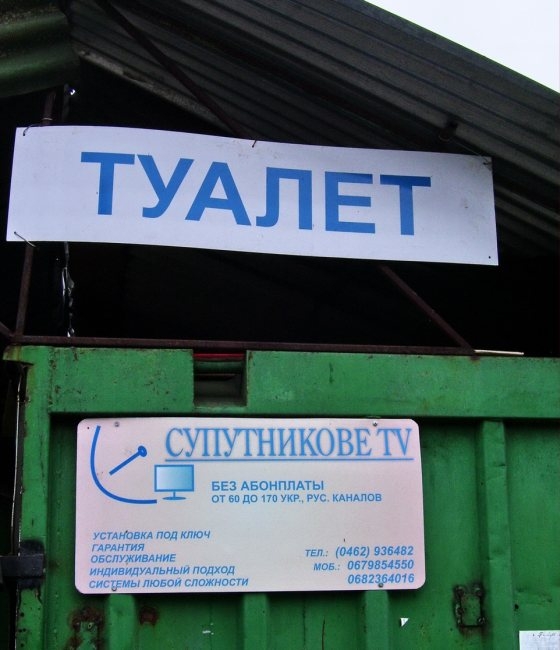 ТУАЛЕТ
СУПУТНИКОВЕ TV
БЕЗ АБОНПЛАТЫ
ОТ 60 ДО 170 УКР., РУС. КАНАЛОВ
УСТАНОВКА ПОД КЛЮЧ
ГАРАНТИЯ
ОБСЛУЖИВАНИЕ
ИНДИВИДУАЛЬНЫЙ ПОДХОД
СИСТЕМЫ ЛЮБОЙ СЛОЖНОСТИ
ТЕЛ.: (0462) 936482
МОБ.: 0679854550
0682364016